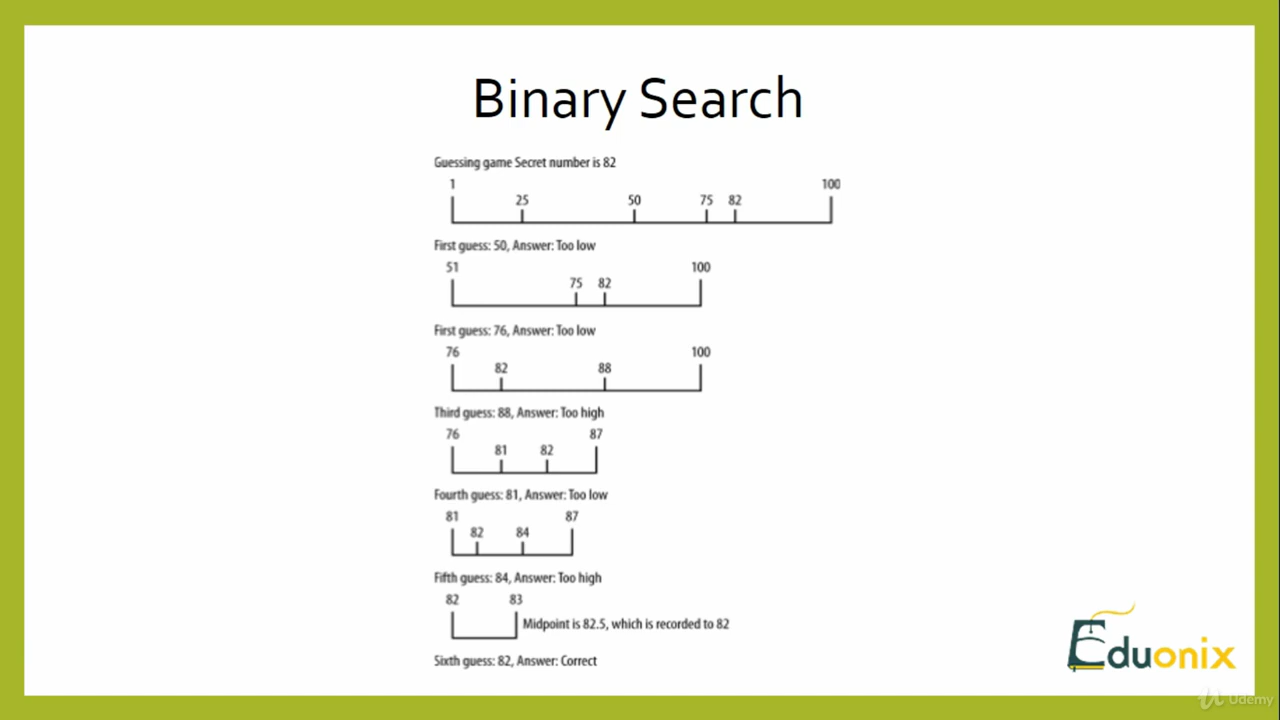 Binary Search
Guessing game Secret number is 82
1 25 50 75 82 100
First guess: 50, Answer: Too low
51 75 82 100
First guess: 76, Answer: Too low
76 82 88 100
Third guess: 88, Answer: Too high
76 81 82 87
Fourth guess: 81, Answer: Too low
81 82 84 87
Fifth guess: 84, Answer: Too high
82 83
Midpoint is 82.5, which is recorded to 82
Sixth guess: 82, Answer: Correct
Eduonix
Udemy